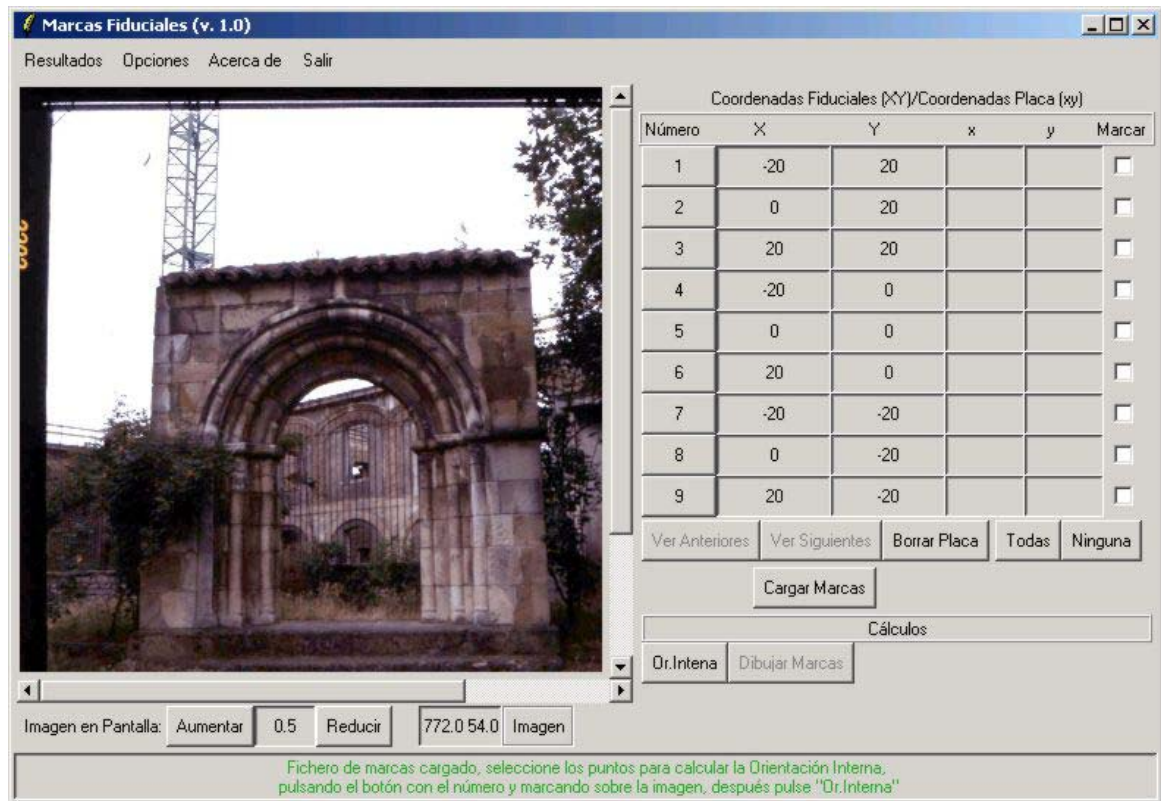 Marcas Fiduciales (v. 1.0)
Resultados Opciones Acerca de Salir
Coordenadas Fiduciales (XY)/Coordenadas Placa (xy)
Número X Y x y Marcar
1 -20 20
2 0 20
3 20 20
4 -20 0
5 0 0
6 20 0
7 -20 -20
8 0 -20
9 20 -20
Ver Anteriores Ver Siguientes Borrar Placa Todas Ninguna
Cargar Marcas
Cálculos
Or.Intena Dibujar Marcas
Imagen en Pantalla: Aumentar 0.5 Reducir 772.0 54.0 Imagen
Fichero de marcas cargado, seleccione los puntos para calcular la Orientación Interna,
pulsando el botón con el número y marcando sobre la imagen, después pulse "Or.Interna"